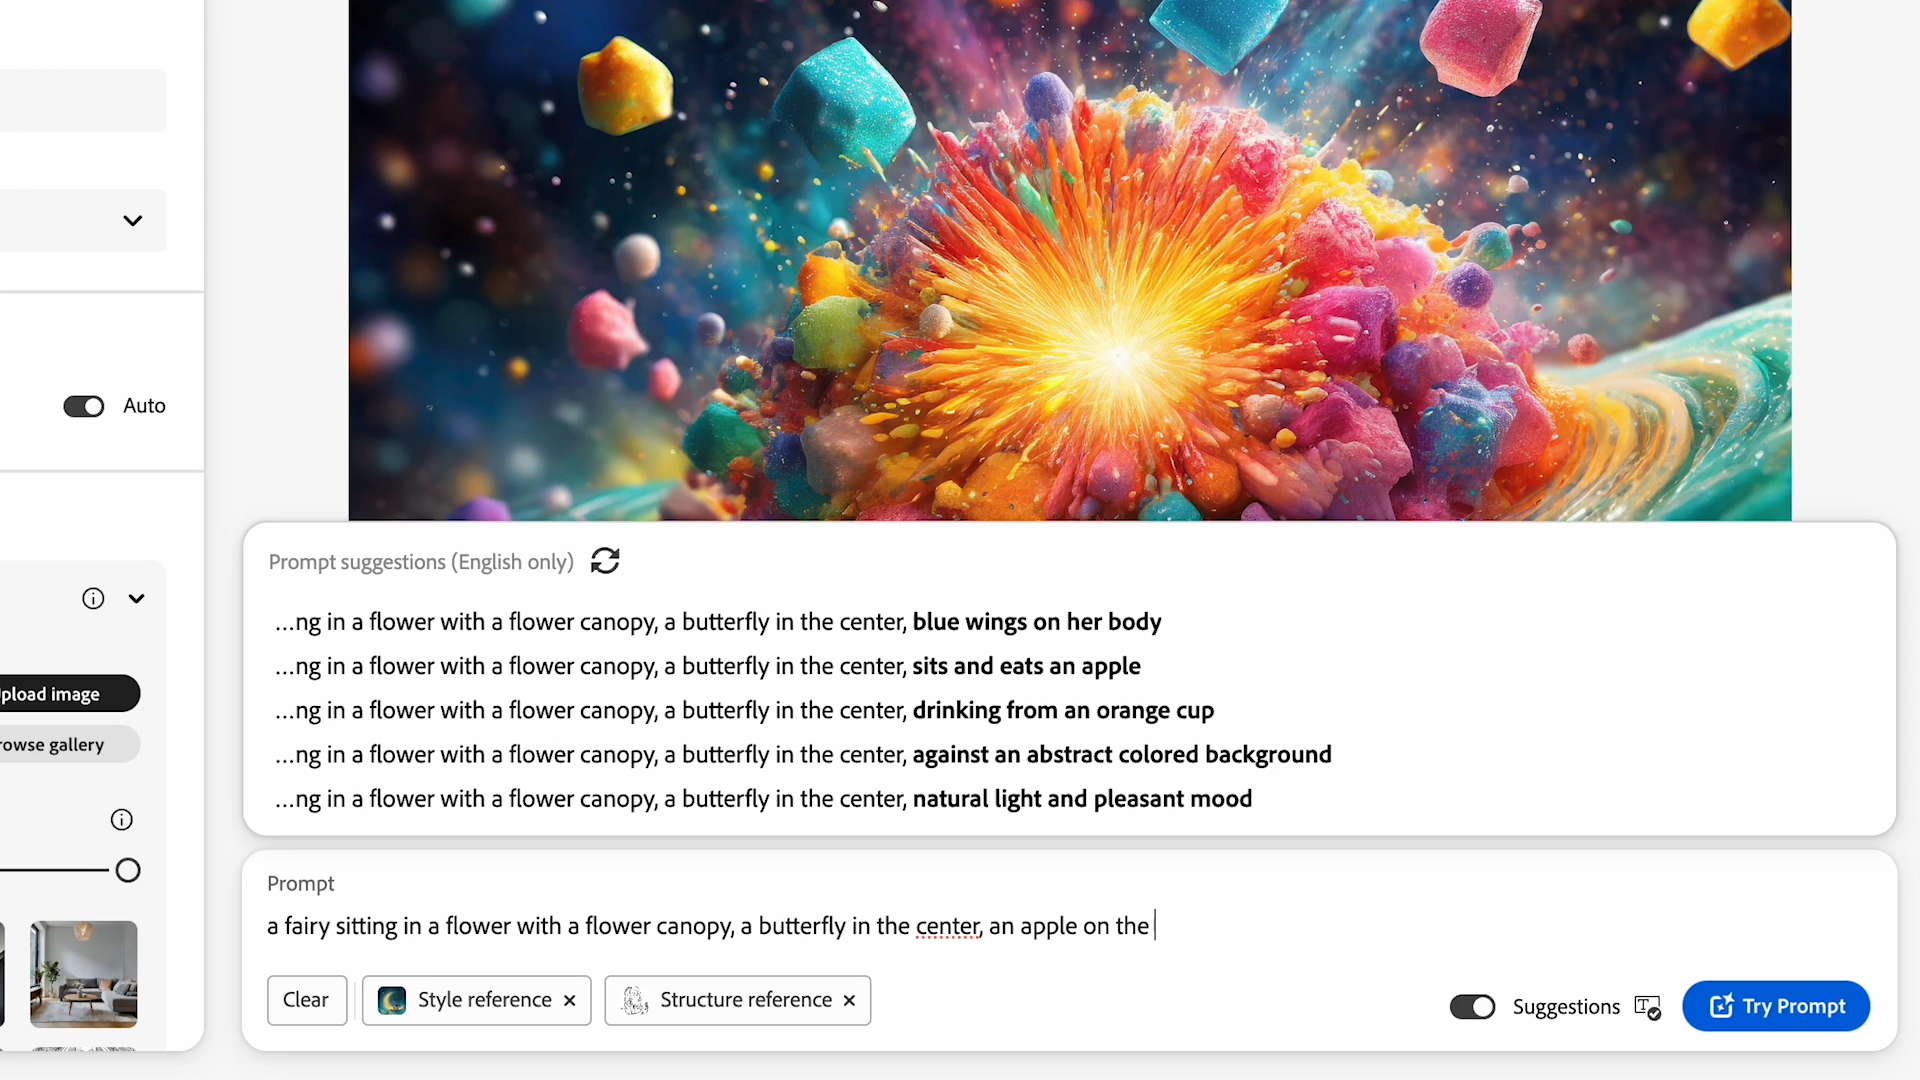 Auto
pload image
rowse gallery
Prompt suggestions (English only)
...ng in a flower with a flower canopy, a butterfly in the center, blue wings on her body
...ng in a flower with a flower canopy, a butterfly in the center, sits and eats an apple
...ng in a flower with a flower canopy, a butterfly in the center, drinking from an orange cup
...ng in a flower with a flower canopy, a butterfly in the center, against an abstract colored background
...ng in a flower with a flower canopy, a butterfly in the center, natural light and pleasant mood
Prompt
a fairy sitting in a flower with a flower canopy, a butterfly in the center, an apple on the
Clear
Style reference
Structure reference
Suggestions
Try Prompt